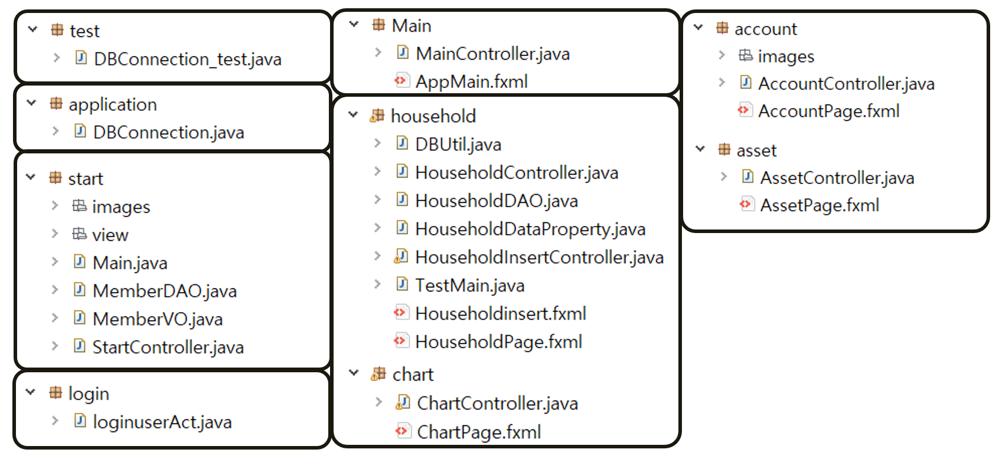 test
DBConnection_test.java
application
DBConnection.java
start
images
view
Main.java
MemberDAO.java
MemberVO.java
StartController.java
login
loginuserAct.java
Main
MainController.java
AppMain.fxml
household
DBUtil.java
HouseholdController.java
HouseholdDAO.java
HouseholdDataProperty.java
HouseholdInsertController.java
TestMain.java
Householdinsert.fxml
HouseholdPage.fxml
chart
ChartController.java
ChartPage.fxml
account
images
AccountController.java
AccountPage.fxml
asset
AssetController.java
AssetPage.fxml